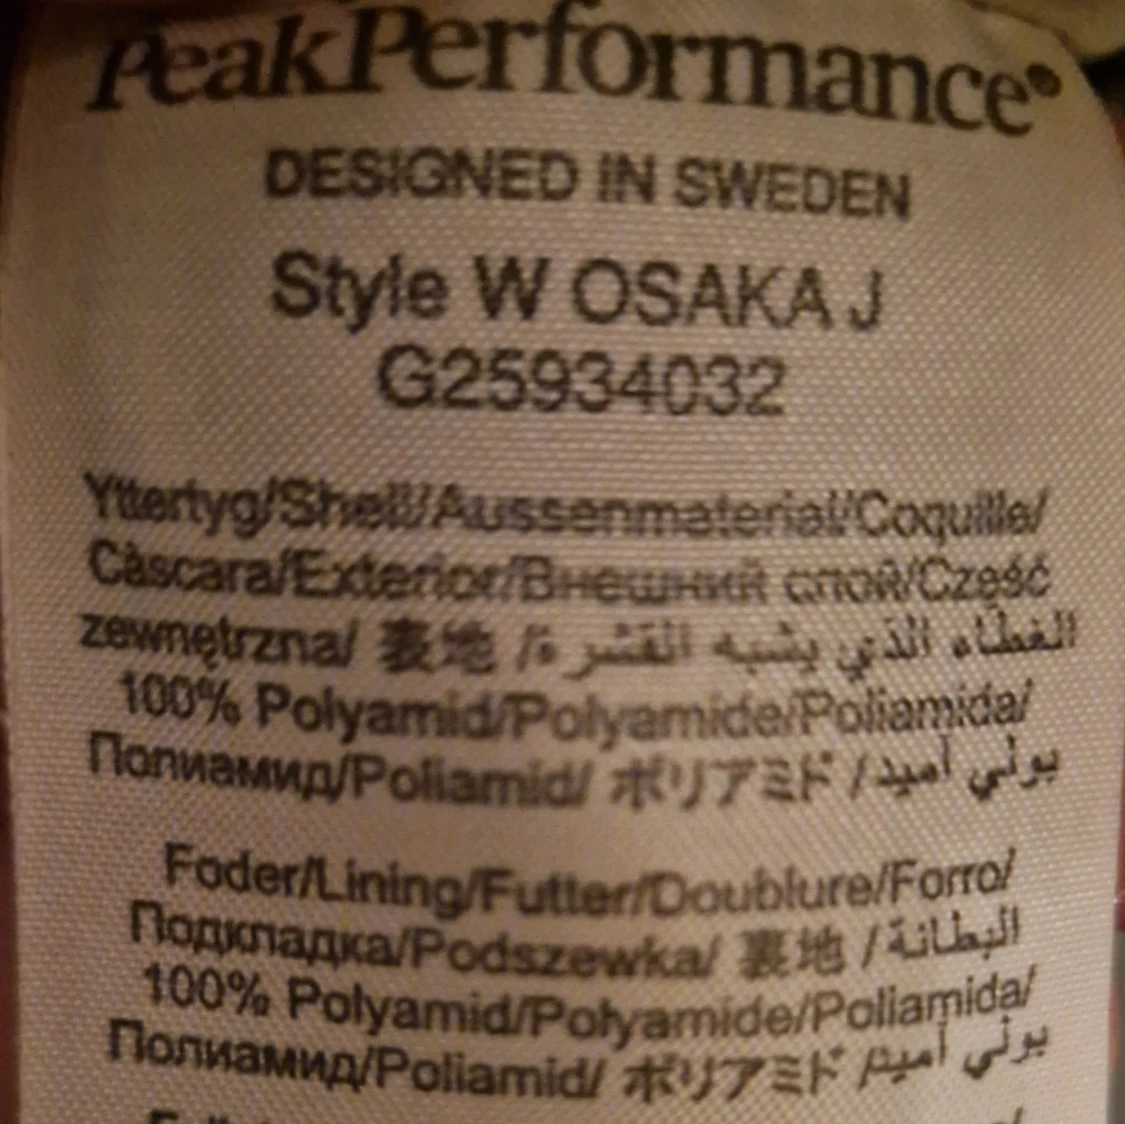 PeakPerformance®
DESIGNED IN SWEDEN
Style W OSAKA J
G25934032
Yttertyg/Shell/Aussenmaterial/Coquille/
Càscara/Exterior/Внешний слой/Część
zewnętrzna/ 表地 /الغطاء الذي يشبه القشرة
100% Polyamid/Polyamide/Poliamida/
Полиамид/Poliamid/ ポリアミド /بولي أميد
Foder/Lining/Futter/Doublure/Forro/
Подкладка/Podszewka/ 裏地 /البطانة
100% Polyamid/Polyamide/Poliamida/
Полиамид/Poliamid/ ポリアミド /بولي أميد